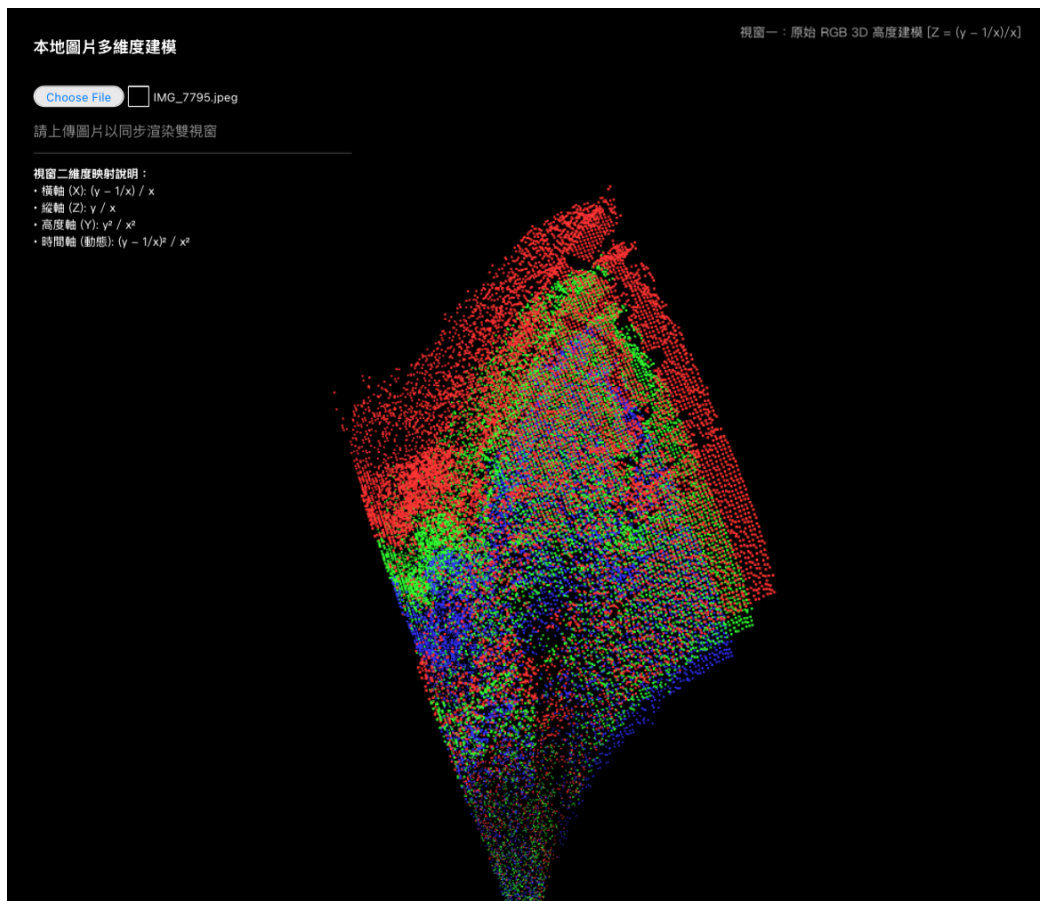 本地圖片多維度建模
視窗一：原始 RGB 3D 高度建模 [Z = (y − 1/x)/x]
Choose File IMG_7795.jpeg
請上傳圖片以同步渲染雙視窗
視窗二維度映射說明：
• 橫軸 (X): (y − 1/x) / x
• 縱軸 (Z): y / x
• 高度軸 (Y): y² / x²
• 時間軸 (動態): (y − 1/x)² / x²